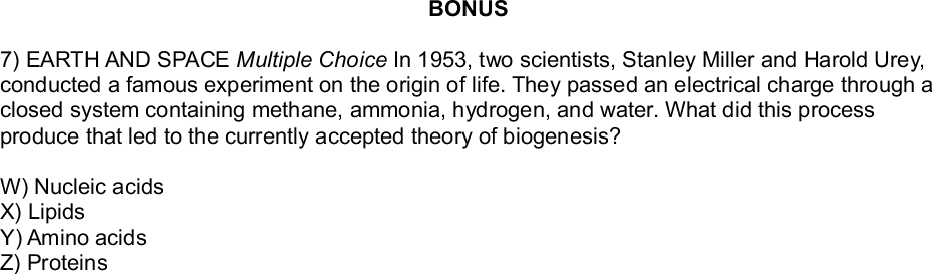 BONUS
7) EARTH AND SPACE Multiple Choice In 1953, two scientists, Stanley Miller and Harold Urey,
conducted a famous experiment on the origin of life. They passed an electrical charge through a
closed system containing methane, ammonia, hydrogen, and water. What did this process
produce that led to the currently accepted theory of biogenesis?
W) Nucleic acids
X) Lipids
Y) Amino acids
Z) Proteins